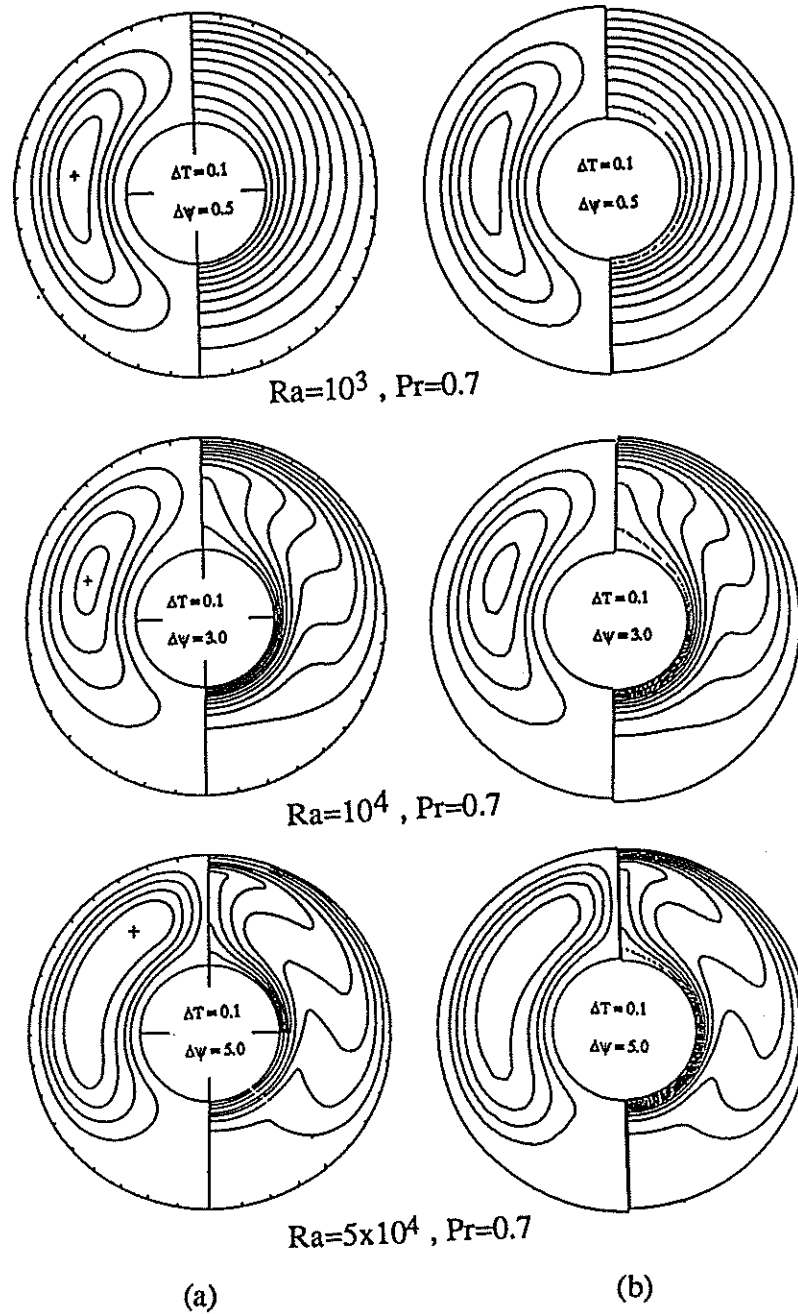 ΔT=0.1
Δψ=0.5
ΔT=0.1
Δψ=0.5
Ra=10³ , Pr=0.7
ΔT=0.1
Δψ=3.0
ΔT=0.1
Δψ=3.0
Ra=10⁴ , Pr=0.7
ΔT=0.1
Δψ=5.0
ΔT=0.1
Δψ=5.0
Ra=5x10⁴ , Pr=0.7
(a)
(b)